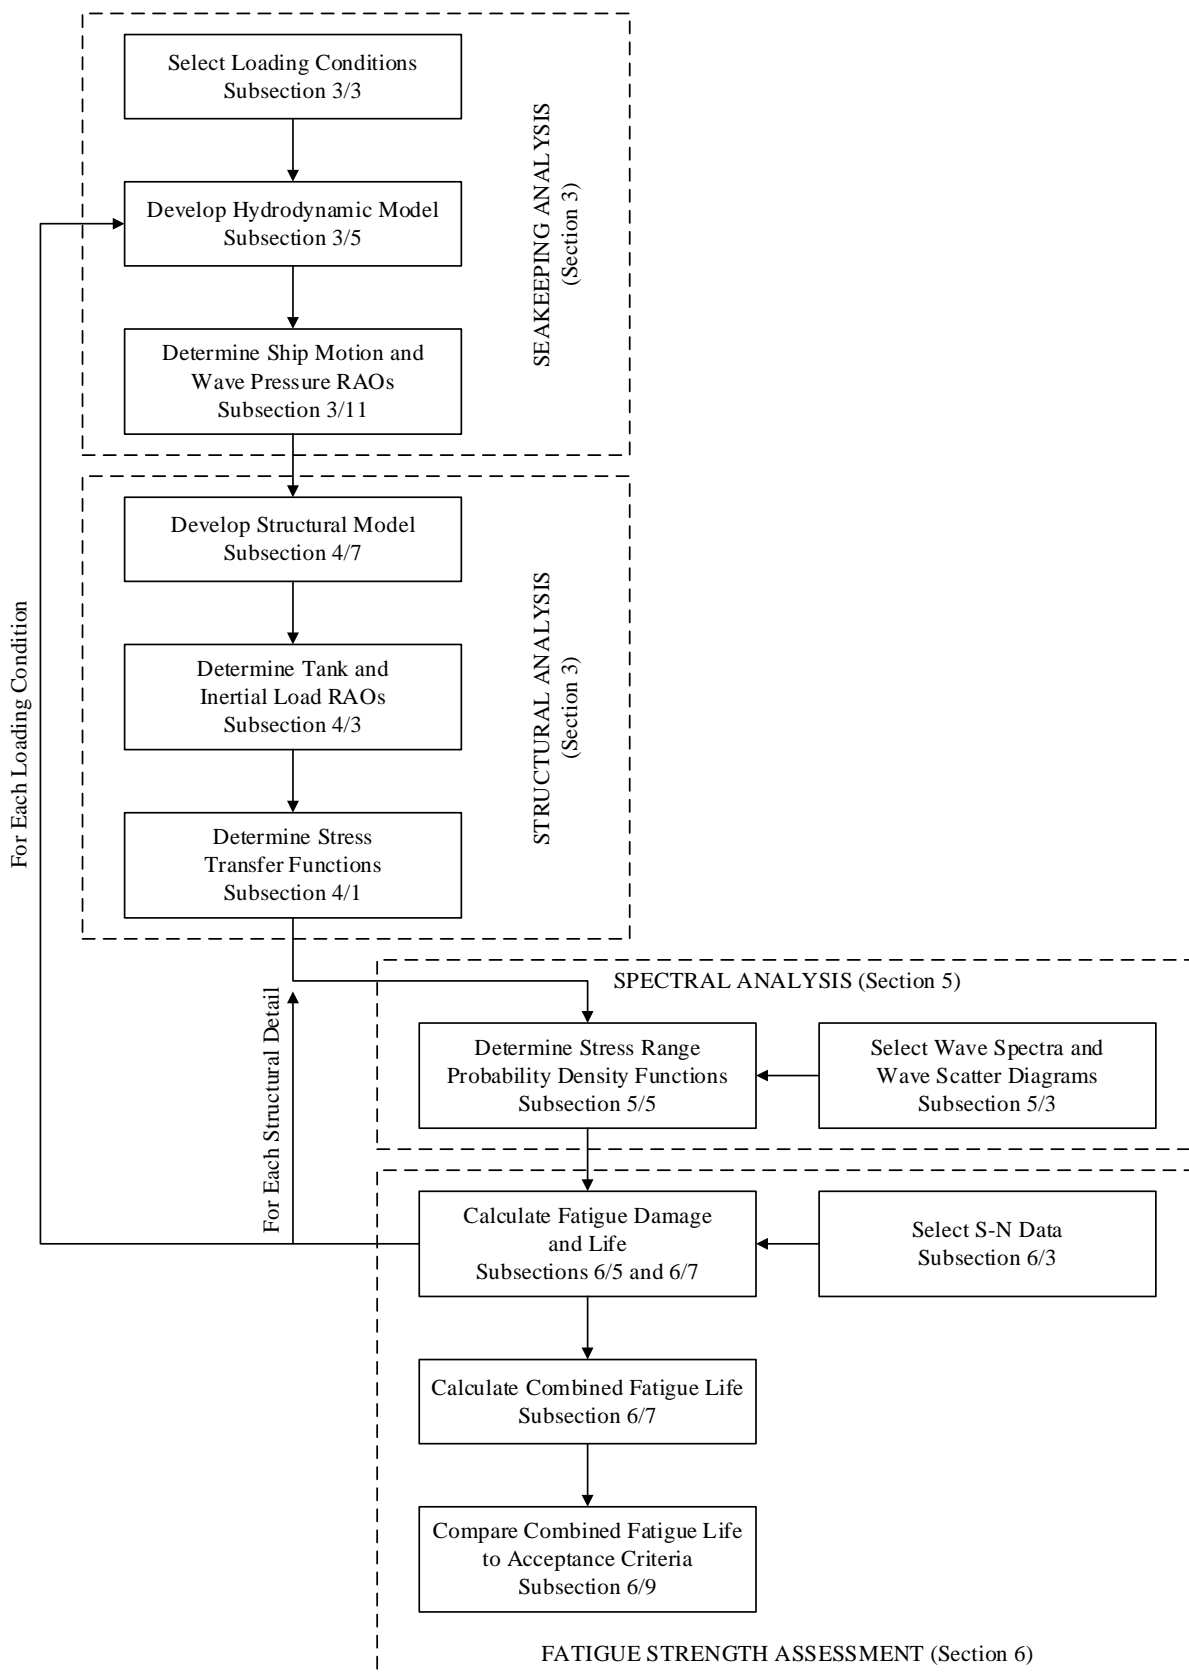 Select Loading Conditions
Subsection 3/3
Develop Hydrodynamic Model
Subsection 3/5
Determine Ship Motion and
Wave Pressure RAOs
Subsection 3/11
SEAKEEPING ANALYSIS
(Section 3)
Develop Structural Model
Subsection 4/7
Determine Tank and
Inertial Load RAOs
Subsection 4/3
Determine Stress
Transfer Functions
Subsection 4/1
STRUCTURAL ANALYSIS
(Section 3)
For Each Loading Condition
For Each Structural Detail
SPECTRAL ANALYSIS (Section 5)
Determine Stress Range
Probability Density Functions
Subsection 5/5
Select Wave Spectra and
Wave Scatter Diagrams
Subsection 5/3
Calculate Fatigue Damage
and Life
Subsections 6/5 and 6/7
Select S-N Data
Subsection 6/3
Calculate Combined Fatigue Life
Subsection 6/7
Compare Combined Fatigue Life
to Acceptance Criteria
Subsection 6/9
FATIGUE STRENGTH ASSESSMENT (Section 6)